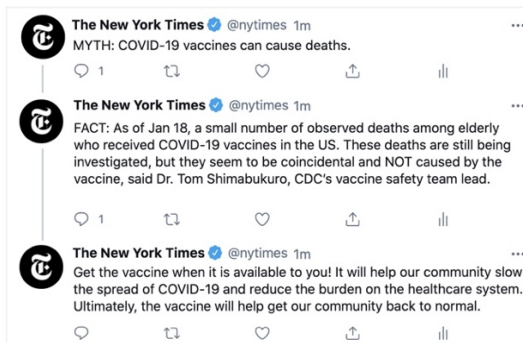 The New York Times @nytimes 1m
MYTH: COVID-19 vaccines can cause deaths.
1
The New York Times @nytimes 1m
FACT: As of Jan 18, a small number of observed deaths among elderly
who received COVID-19 vaccines in the US. These deaths are still being
investigated, but they seem to be coincidental and NOT caused by the
vaccine, said Dr. Tom Shimabukuro, CDC's vaccine safety team lead.
1
The New York Times @nytimes 1m
Get the vaccine when it is available to you! It will help our community slow
the spread of COVID-19 and reduce the burden on the healthcare system.
Ultimately, the vaccine will help get our community back to normal.